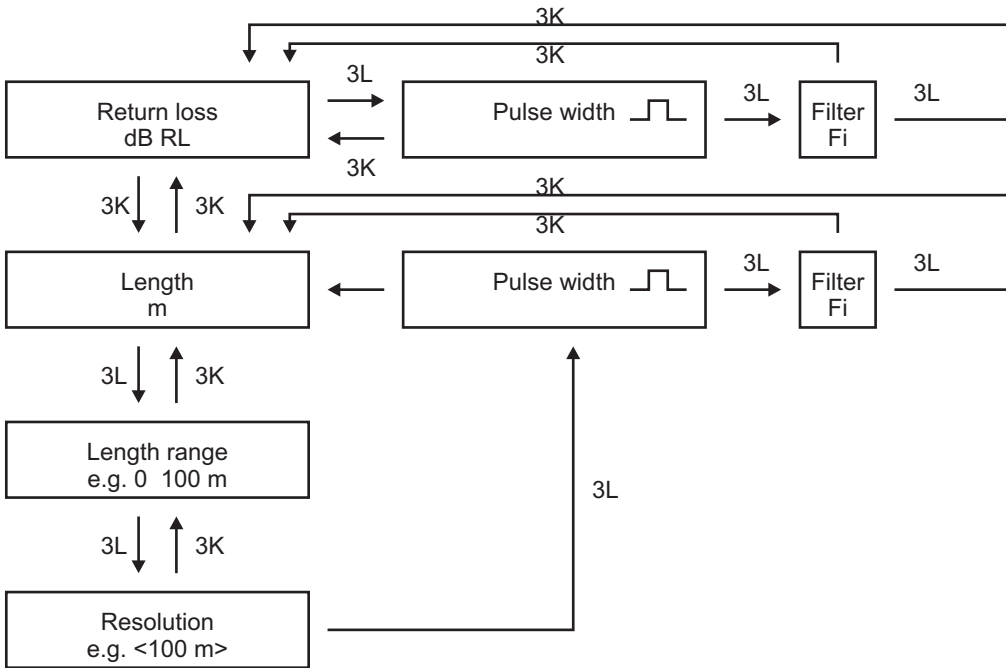 3K
3K
3L
3L
3L
Return loss
dB RL
Pulse width
Filter
Fi
3K
3K
3K
3K
3K
3L
3L
Length
m
Pulse width
Filter
Fi
3L
3K
Length range
e.g. 0 100 m
3L
3L
3K
Resolution
e.g. <100 m>